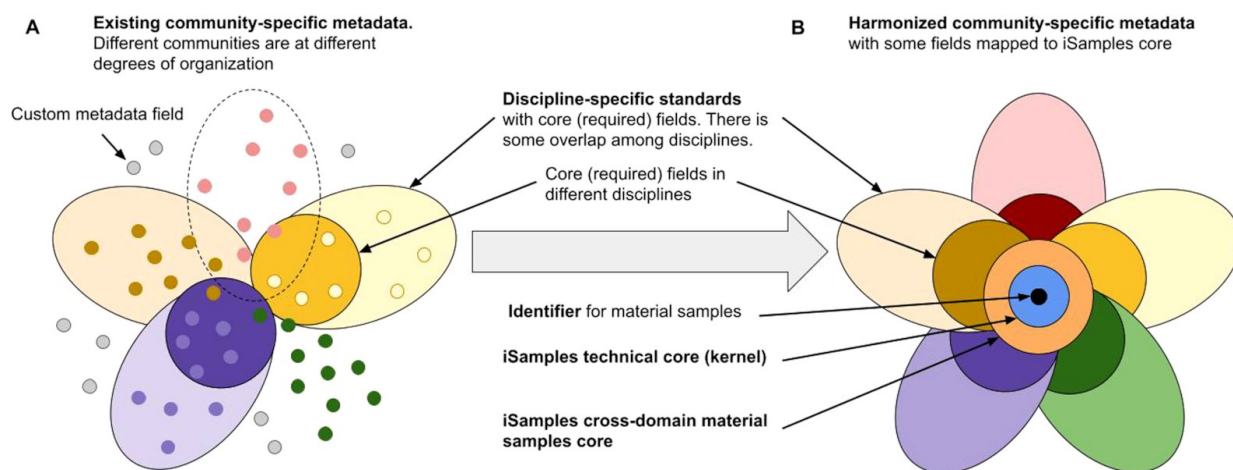 A
Existing community-specific metadata.
Different communities are at different
degrees of organization
Custom metadata field
Discipline-specific standards
with core (required) fields. There is
some overlap among disciplines.
Core (required) fields in
different disciplines
Identifier for material samples
iSamples technical core (kernel)
iSamples cross-domain material
samples core
B
Harmonized community-specific metadata
with some fields mapped to iSamples core